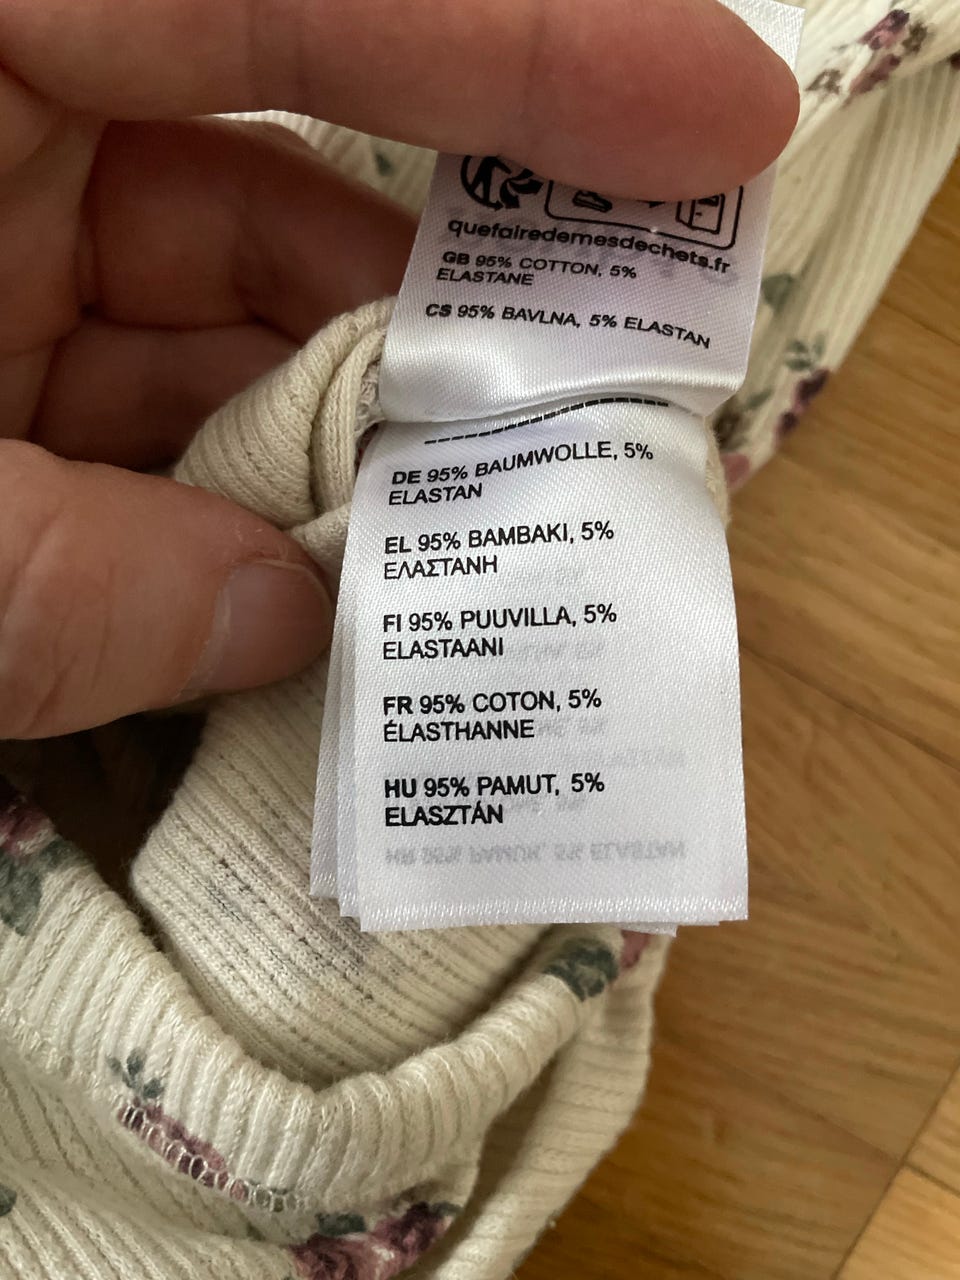 quefairedemesdechets.fr
GB 95% COTTON, 5%
ELASTANE
CS 95% BAVLNA, 5% ELASTAN
DE 95% BAUMWOLLE, 5%
ELASTAN
EL 95% ΒΑΜΒΑΚΙ, 5%
ΕΛΑΣΤΑΝΗ
FI 95% PUUVILLA, 5%
ELASTAANI
FR 95% COTON, 5%
ÉLASTHANNE
HU 95% PAMUT, 5%
ELASZTÁN